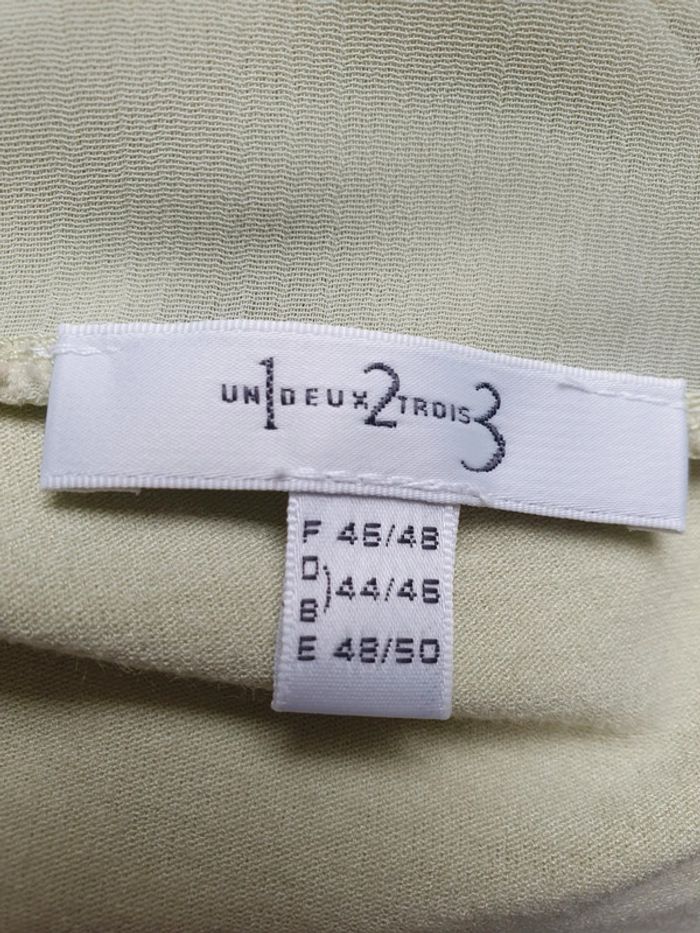 UN1DEUX2TROIS3
F 46/48
D
B ) 44/46
E 48/50